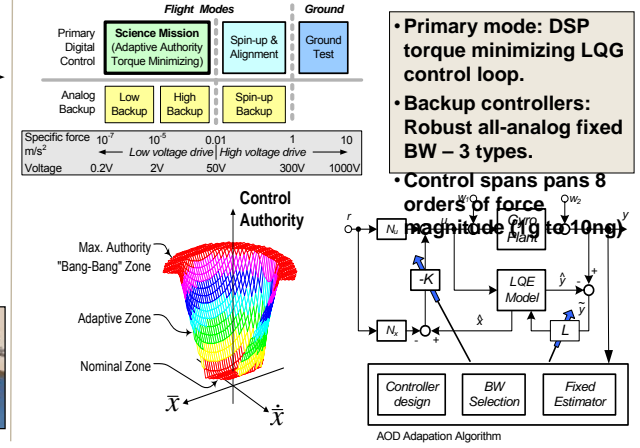 Flight Modes
Ground
Primary
Digital
Control
Science Mission
(Adaptive Authority
Torque Minimizing)
Spin-up &
Alignment
Ground
Test
Analog
Backup
Low
Backup
High
Backup
Spin-up
Backup
Specific force 10-7 10-5 0.01 1 10
m/s2 Low voltage drive High voltage drive
Voltage 0.2V 2V 50V 300V 1000V
• Primary mode: DSP
torque minimizing LQG
control loop.
• Backup controllers:
Robust all-analog fixed
BW – 3 types.
• Control spans pans 8
orders of force
magnitude (1g to 10ng)
Control
Authority
Max. Authority
"Bang-Bang" Zone
Adaptive Zone
Nominal Zone
x̄
ẋ̄
w1
w2
r
u
y
Nu
Gyro
Plant
-K
LQE
Model
ŷ
+
-
ỹ
L
Nx
x̂
-
+
Controller
design
BW
Selection
Fixed
Estimator
AOD Adapation Algorithm